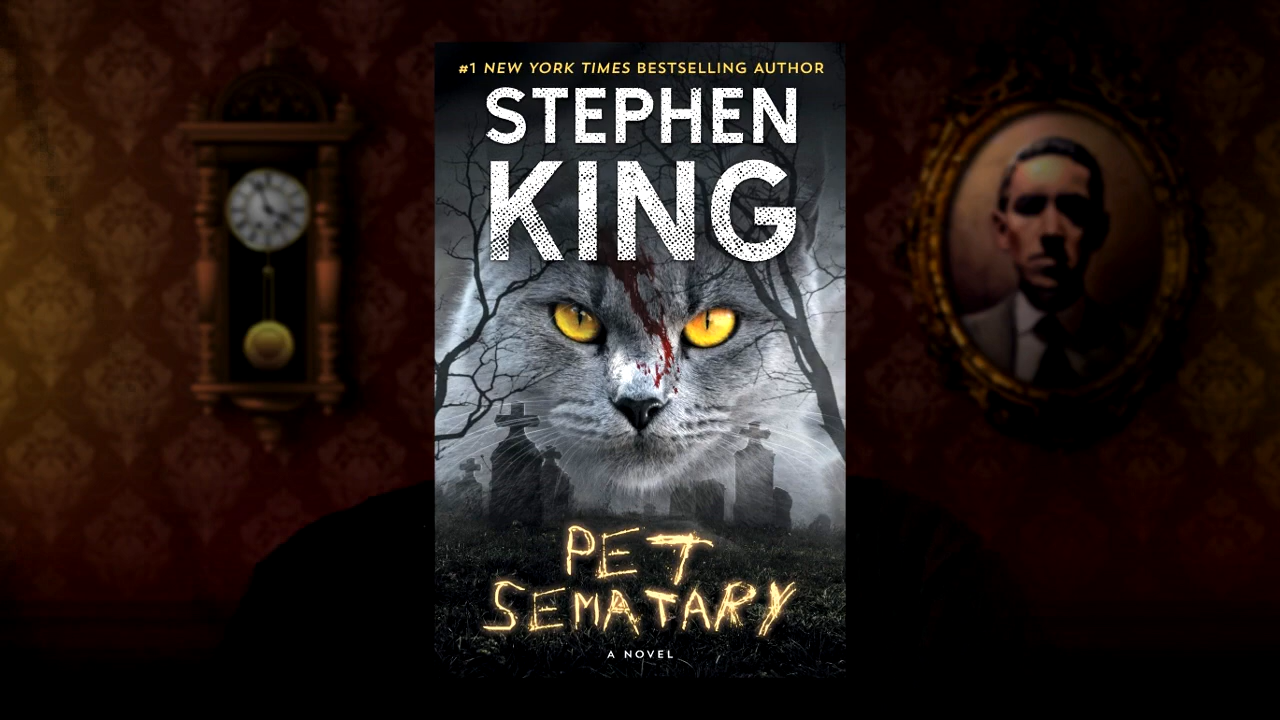 #1 NEW YORK TIMES BESTSELLING AUTHOR
STEPHEN
KING
PET
SEMATARY
A NOVEL